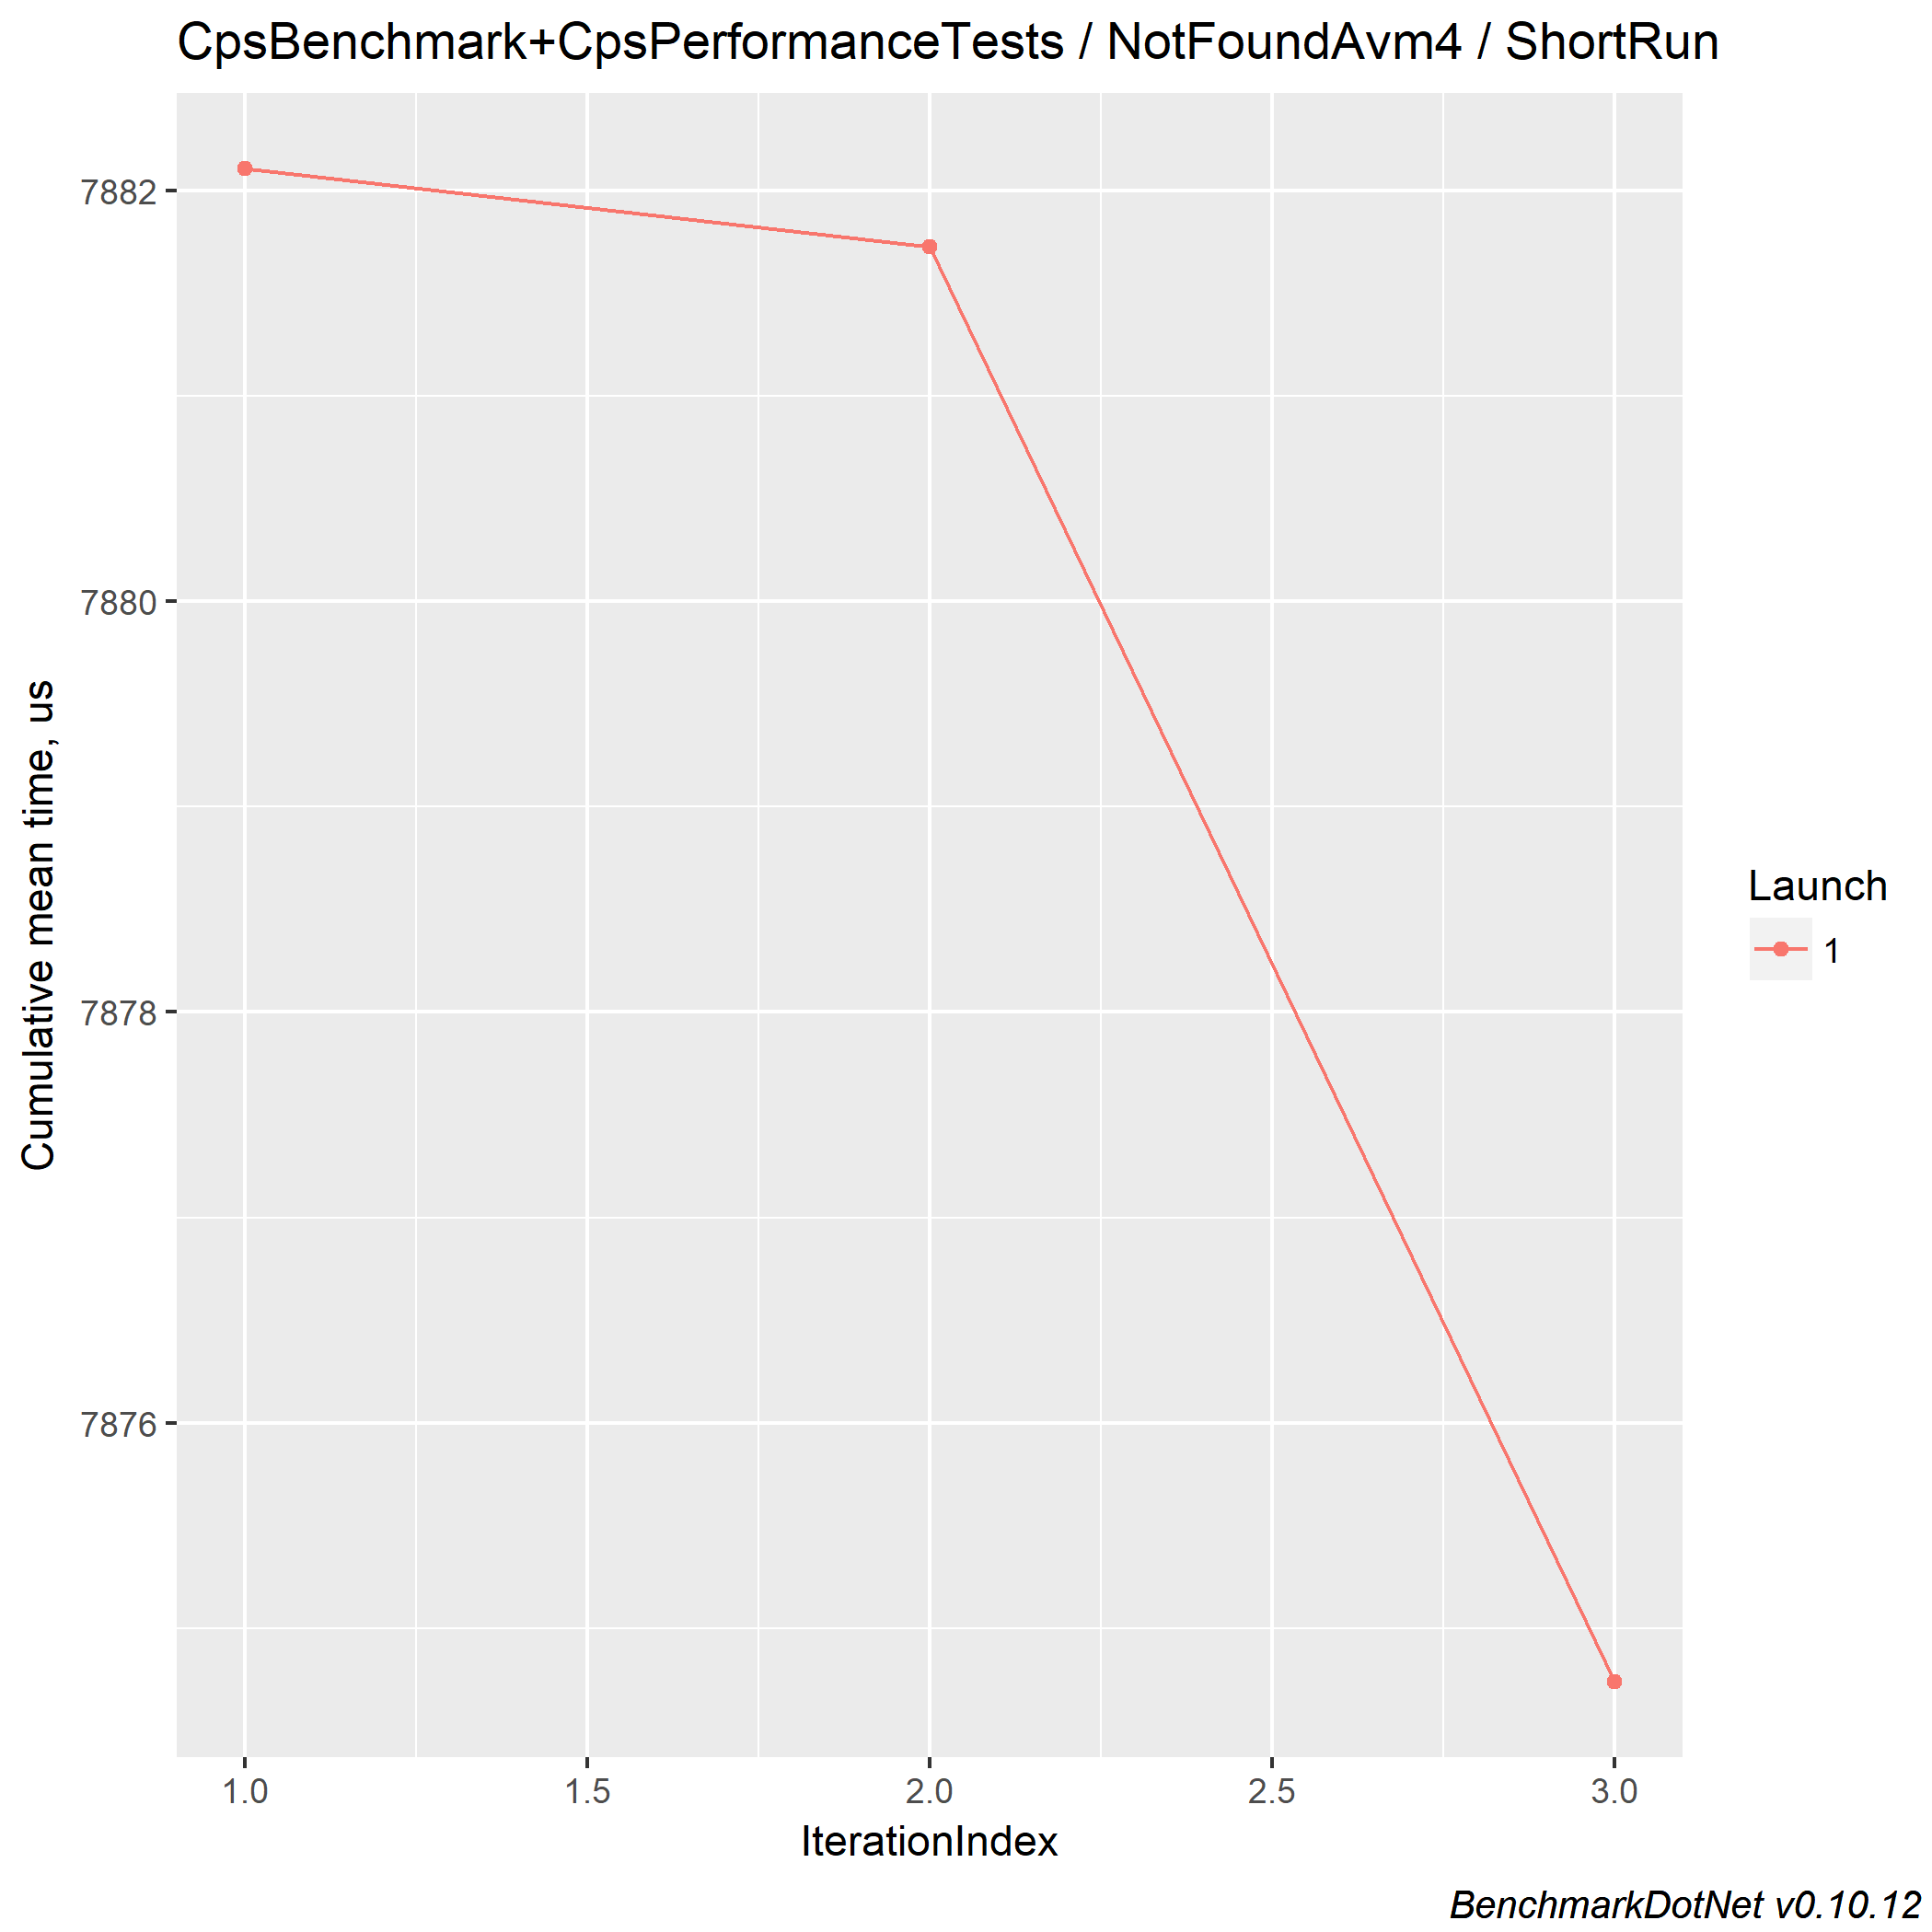 CpsBenchmark+CpsPerformanceTests / NotFoundAvm4 / ShortRun
7882
7880
7878
7876
Cumulative mean time, us
1.0 1.5 2.0 2.5 3.0
IterationIndex
Launch
1
BenchmarkDotNet v0.10.12